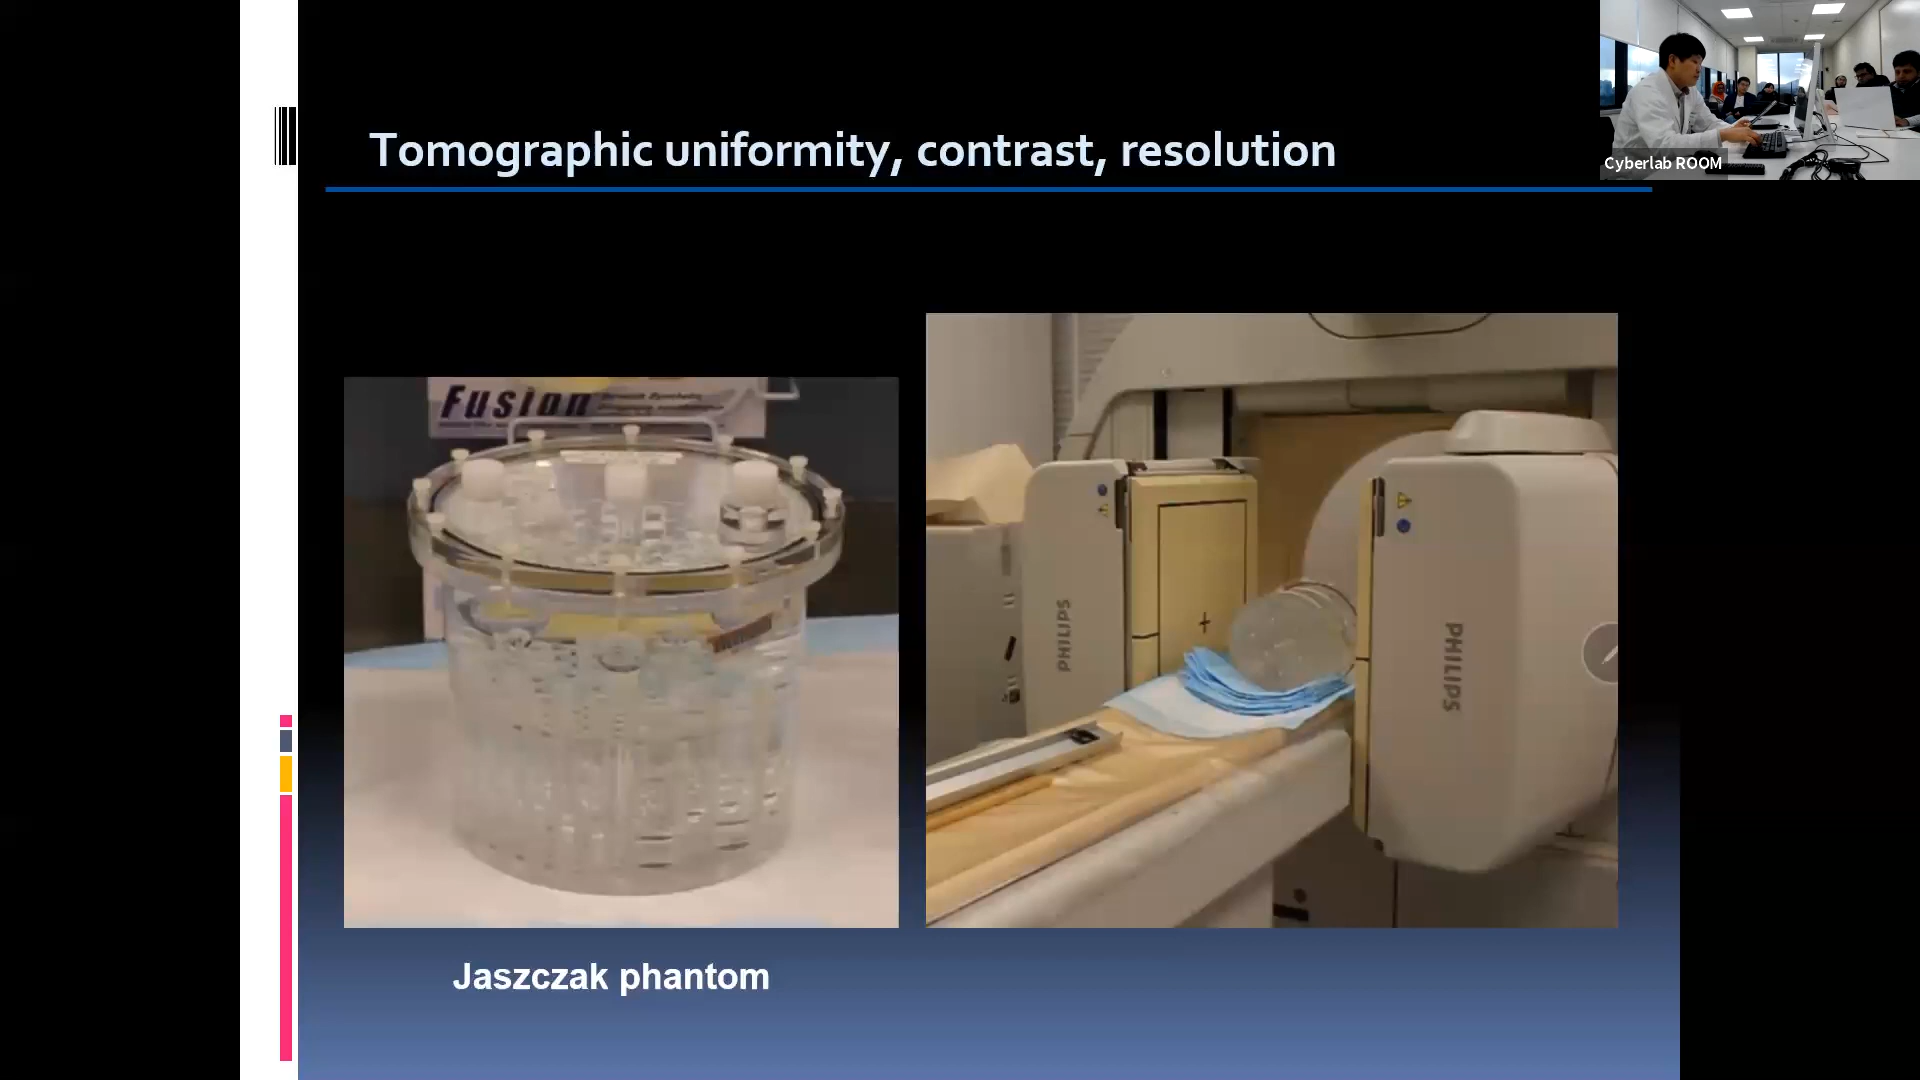 Tomographic uniformity, contrast, resolution
Cyberlab ROOM
Fusion
PHILIPS
PHILIPS
Jaszczak phantom